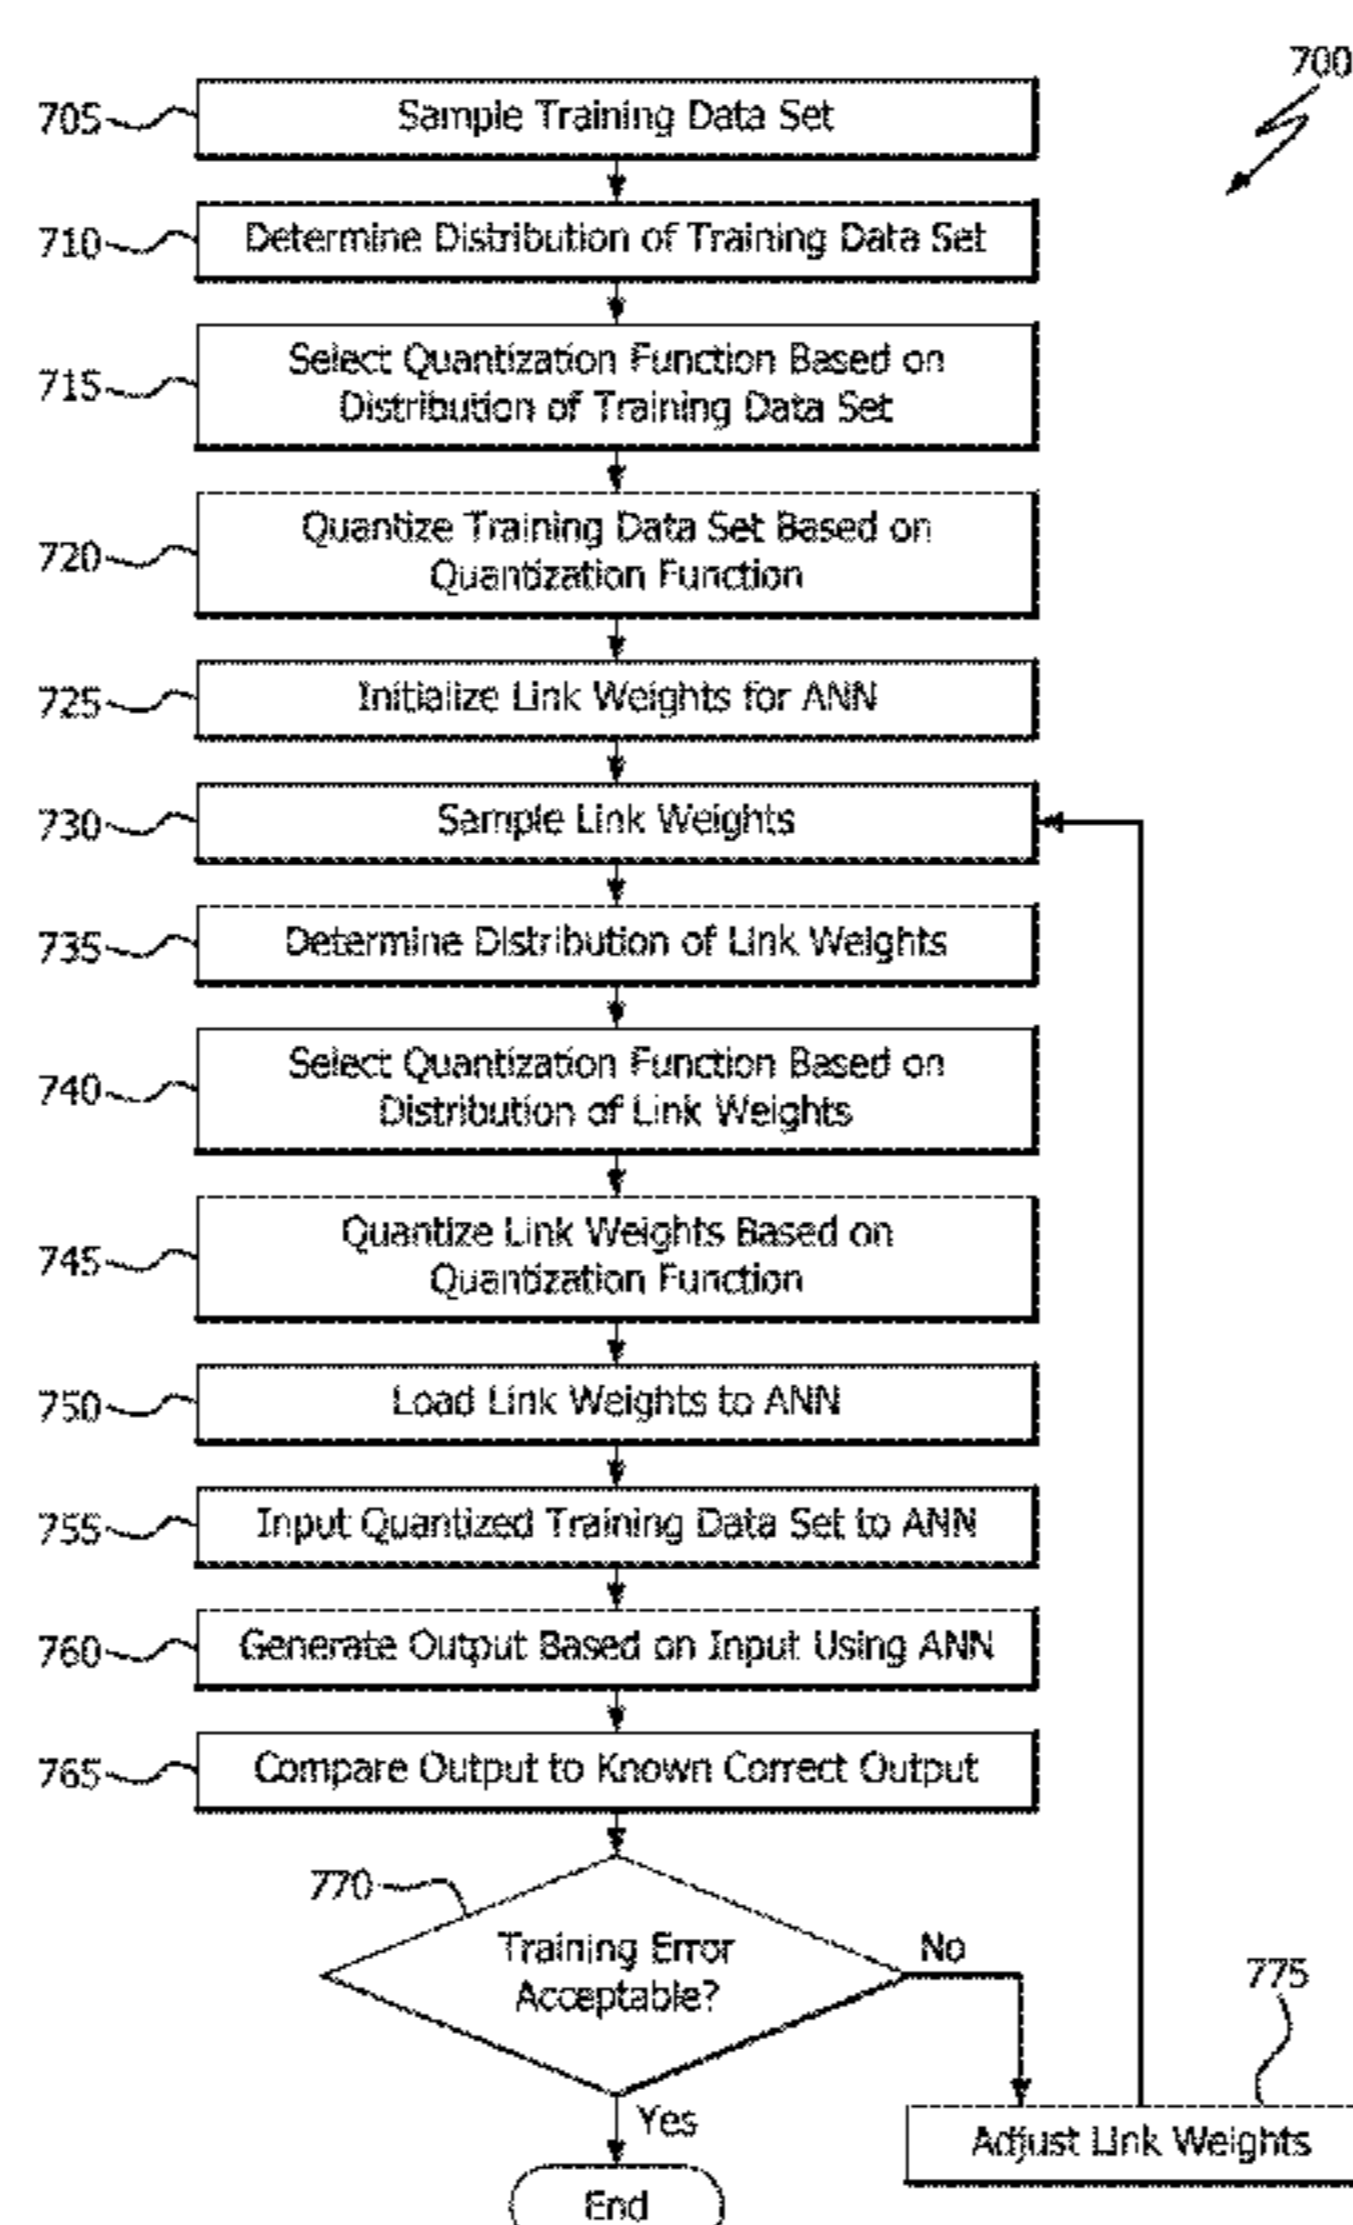 700
705
Sample Training Data Set
710
Determine Distribution of Training Data Set
715
Select Quantization Function Based on
Distribution of Training Data Set
720
Quantize Training Data Set Based on
Quantization Function
725
Initialize Link Weights for ANN
730
Sample Link Weights
735
Determine Distribution of Link Weights
740
Select Quantization Function Based on
Distribution of Link Weights
745
Quantize Link Weights Based on
Quantization Function
750
Load Link Weights to ANN
755
Input Quantized Training Data Set to ANN
760
Generate Output Based on Input Using ANN
765
Compare Output to Known Correct Output
770
Training Error
Acceptable?
No
775
Adjust Link Weights
Yes
End